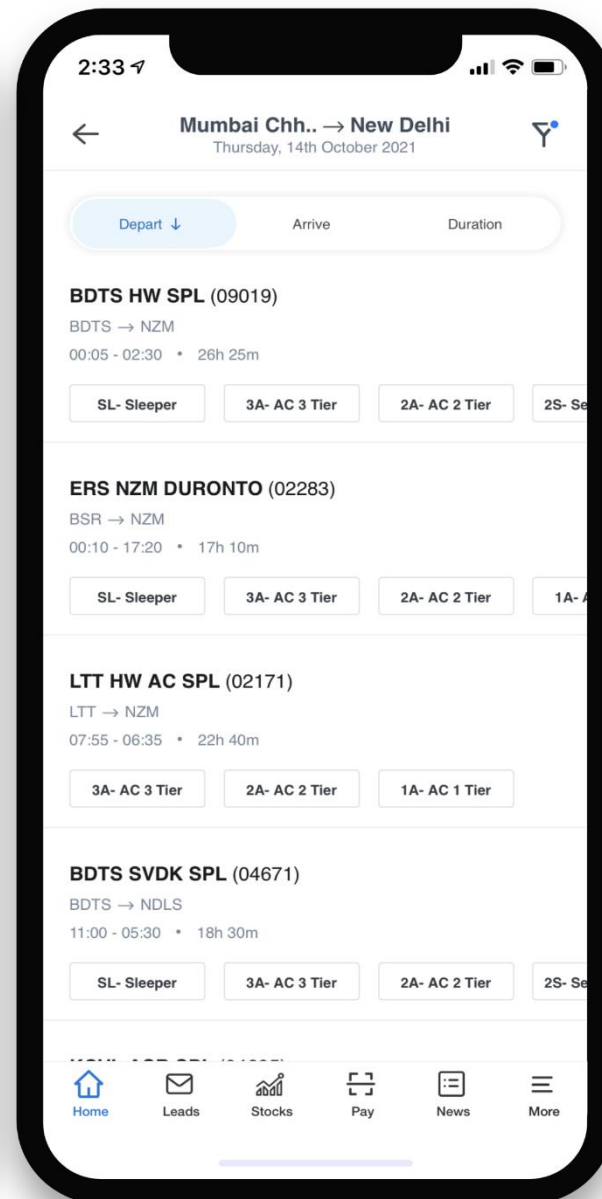 2:33
Mumbai Chh.. → New Delhi
Thursday, 14th October 2021
Depart ↓ Arrive Duration
BDTS HW SPL (09019)
BDTS → NZM
00:05 - 02:30 • 26h 25m
SL- Sleeper 3A- AC 3 Tier 2A- AC 2 Tier 2S- Se
ERS NZM DURONTO (02283)
BSR → NZM
00:10 - 17:20 • 17h 10m
SL- Sleeper 3A- AC 3 Tier 2A- AC 2 Tier 1A-
LTT HW AC SPL (02171)
LTT → NZM
07:55 - 06:35 • 22h 40m
3A- AC 3 Tier 2A- AC 2 Tier 1A- AC 1 Tier
BDTS SVDK SPL (04671)
BDTS → NDLS
11:00 - 05:30 • 18h 30m
SL- Sleeper 3A- AC 3 Tier 2A- AC 2 Tier 2S- Se
Home Leads Stocks Pay News More